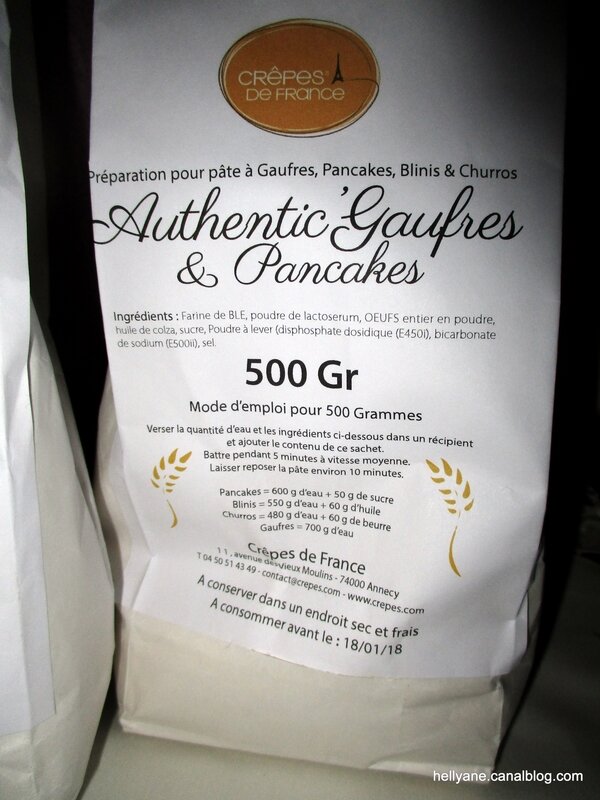 CRÊPES
DE FRANCE
Préparation pour pâte à Gaufres, Pancakes, Blinis & Churros
Authentic'Gaufres
& Pancakes
Ingrédients : Farine de BLE, poudre de lactoserum, OEUFS entier en poudre,
huile de colza, sucre, Poudre à lever (disphosphate dosidique (E450i), bicarbonate
de sodium (E500ii), sel.
500 Gr
Mode d'emploi pour 500 Grammes
Verser la quantité d'eau et les ingrédients ci-dessous dans un récipient
et ajouter le contenu de ce sachet.
Battre pendant 5 minutes à vitesse moyenne.
Laisser reposer la pâte environ 10 minutes.
Pancakes = 600 g d'eau + 50 g de sucre
Blinis = 550 g d'eau + 60 g d'huile
Churros = 480 g d'eau + 60 g de beurre
Gaufres = 700 g d'eau
Crêpes de France
11, avenue des Vieux Moulins - 74000 Annecy
T 04 50 51 43 49 - contact@crepes.com - www.crepes.com
A conserver dans un endroit sec et frais
A consommer avant le : 18/01/18
hellyane.canalblog.com